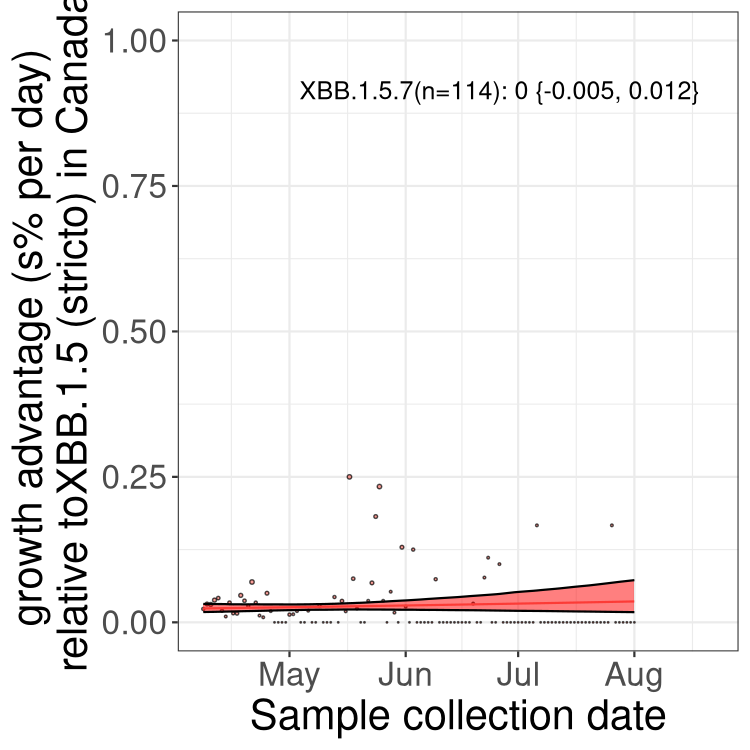 growth advantage (s% per day)
relative toXBB.1.5 (stricto) in Canada
1.00
0.75
0.50
0.25
0.00
XBB.1.5.7(n=114): 0 {-0.005, 0.012}
May Jun Jul Aug
Sample collection date